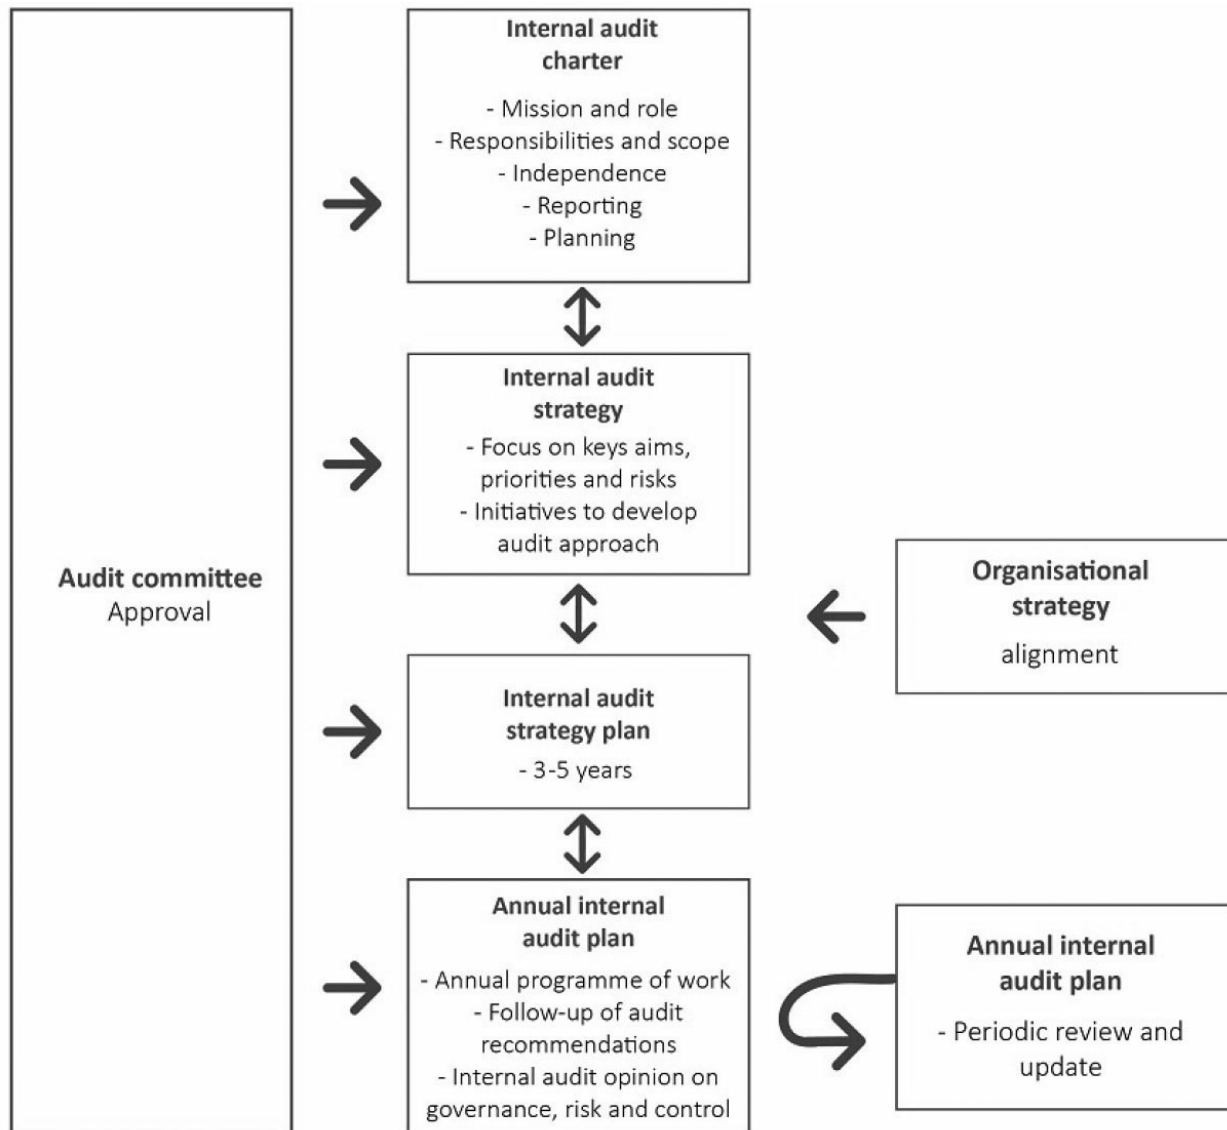 Audit committee
Approval
Internal audit
charter
- Mission and role
- Responsibilities and scope
- Independence
- Reporting
- Planning
Internal audit
strategy
- Focus on keys aims,
priorities and risks
- Initiatives to develop
audit approach
Internal audit
strategy plan
- 3-5 years
Annual internal
audit plan
- Annual programme of work
- Follow-up of audit
recommendations
- Internal audit opinion on
governance, risk and control
Organisational
strategy
alignment
Annual internal
audit plan
- Periodic review and
update